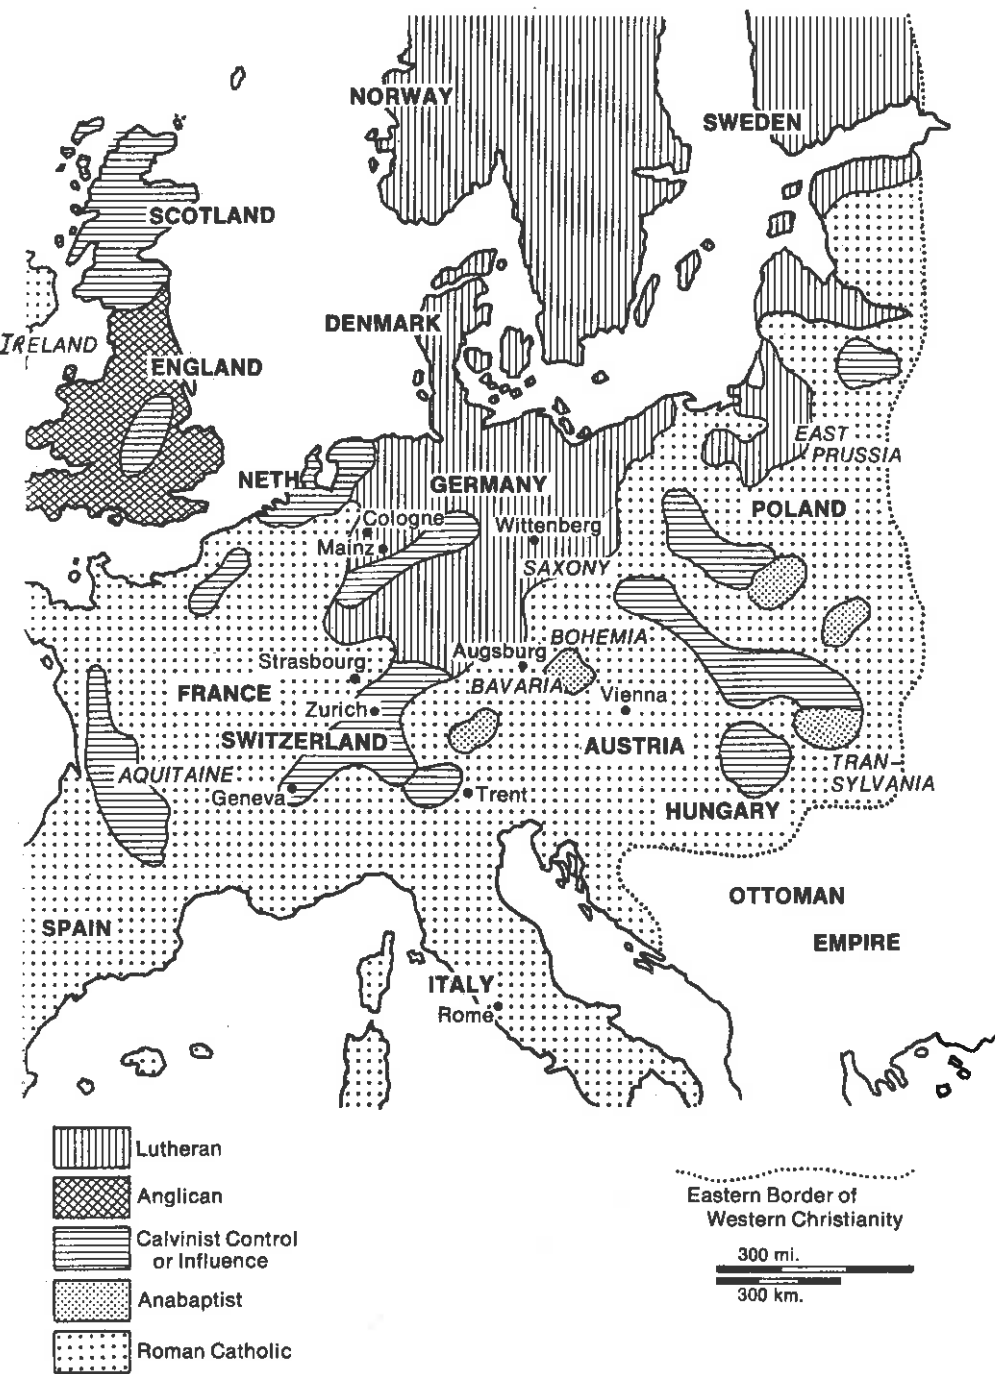 NORWAY
SWEDEN
SCOTLAND
DENMARK
IRELAND
ENGLAND
EAST
PRUSSIA
NETH
GERMANY
POLAND
Cologne
Wittenberg
Mainz
SAXONY
BOHEMIA
Augsburg
Strasbourg
BAVARIA
FRANCE
Vienna
Zurich
SWITZERLAND
AUSTRIA
AQUITAINE
TRAN-
SYLVANIA
Geneva
Trent
HUNGARY
OTTOMAN
EMPIRE
SPAIN
ITALY
Rome
Lutheran
Anglican
Calvinist Control
or Influence
Anabaptist
Roman Catholic
Eastern Border of
Western Christianity
300 mi.
300 km.